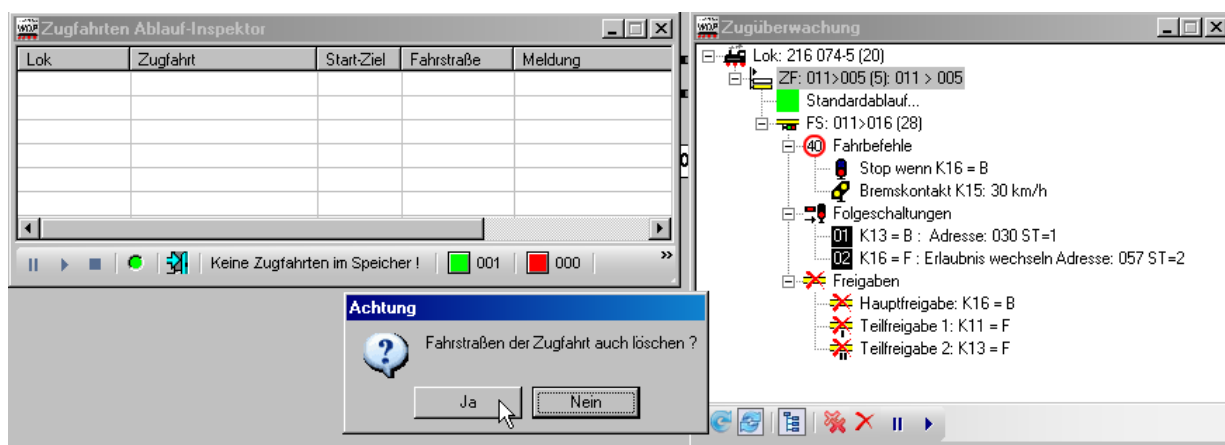 Zugfahrten Ablauf-Inspektor
Lok Zugfahrt Start-Ziel Fahrstraße Meldung
Keine Zugfahrten im Speicher ! 001 000 »
Achtung
Fahrstraßen der Zugfahrt auch löschen ?
Ja Nein
Zugüberwachung
Lok: 216 074-5 (20)
ZF: 011>005 (5): 011 > 005
Standardablauf...
FS: 011>016 (28)
40 Fahrbefehle
Stop wenn K16 = B
Bremskontakt K15: 30 km/h
Folgeschaltungen
01 K13 = B : Adresse: 030 ST=1
02 K16 = F : Erlaubnis wechseln Adresse: 057 ST=2
Freigaben
Hauptfreigabe: K16 = B
Teilfreigabe 1: K11 = F
Teilfreigabe 2: K13 = F